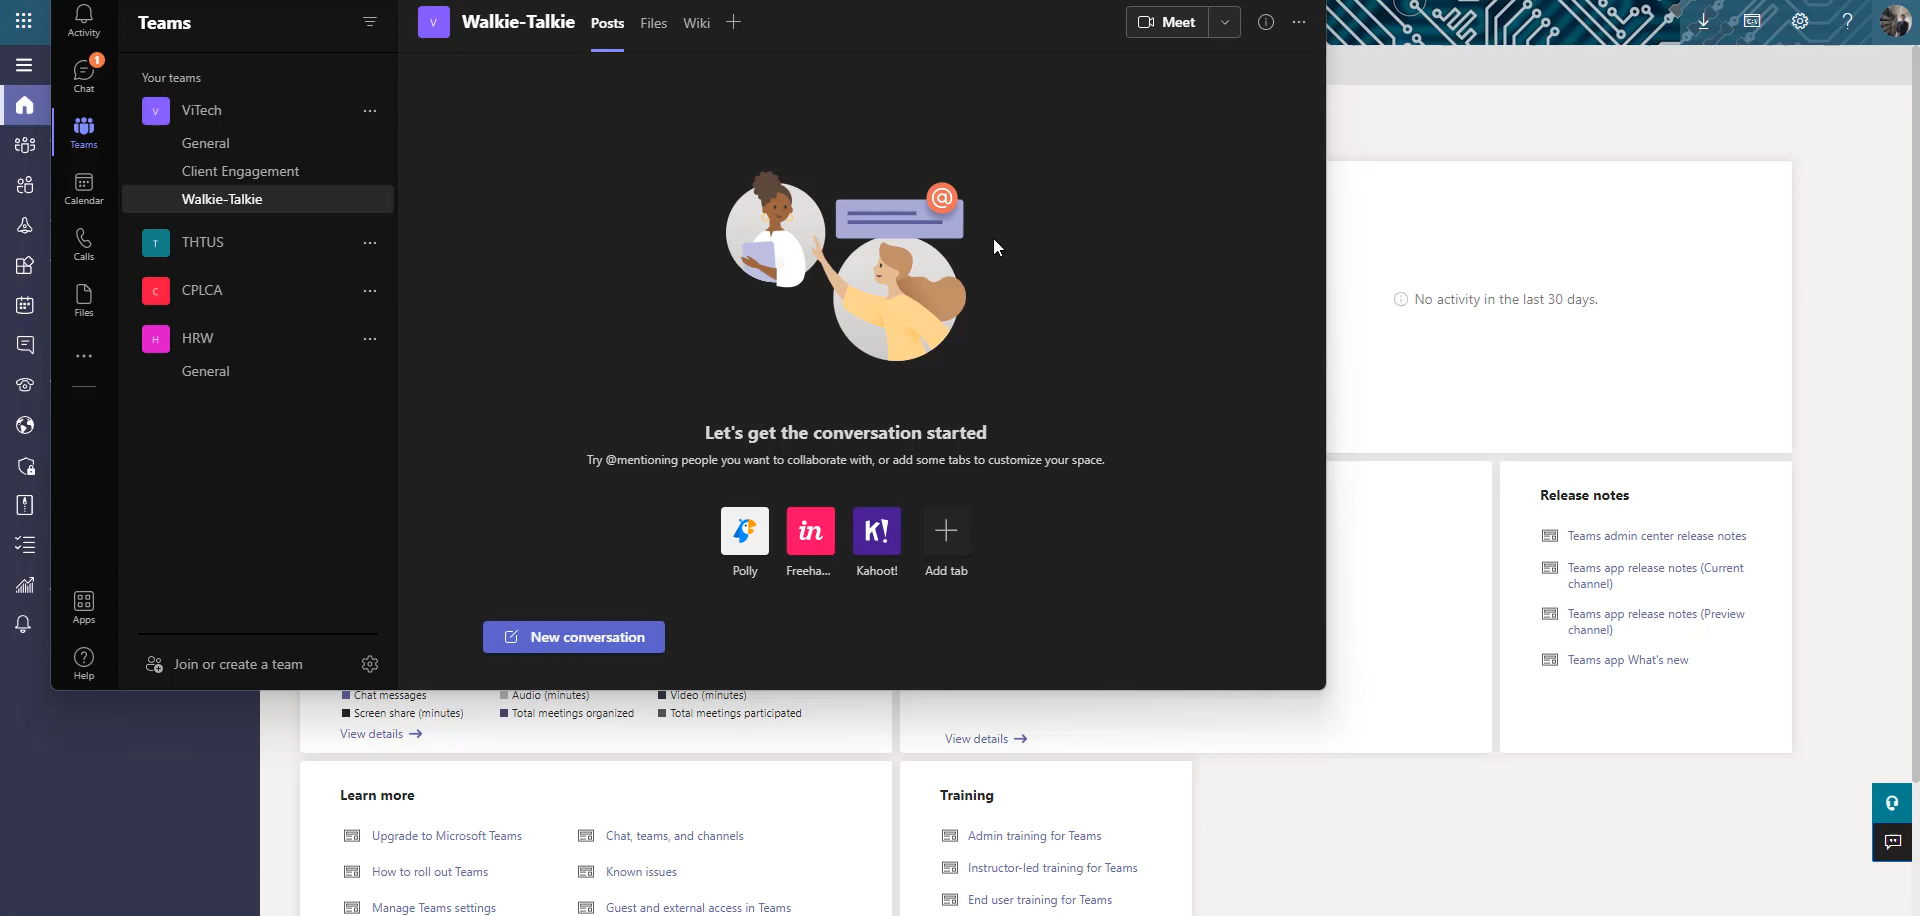 Activity
1
Chat
Teams
Calendar
Calls
Files
Apps
Help
Teams
Your teams
V
ViTech
General
Client Engagement
Walkie-Talkie
T
THTUS
C
CPLCA
H
HRW
General
Join or create a team
V
Walkie-Talkie
Posts
Files
Wiki
Meet
@
Let's get the conversation started
Try @mentioning people you want to collaborate with, or add some tabs to customize your space.
in
K!
Polly
Freeha...
Kahoot!
Add tab
New conversation
No activity in the last 30 days.
Release notes
Teams admin center release notes
Teams app release notes (Current
channel)
Teams app release notes (Preview
channel)
Teams app What's new
Chat messages
Audio (minutes)
Video (minutes)
Screen share (minutes)
Total meetings organized
Total meetings participated
View details
View details
Learn more
Upgrade to Microsoft Teams
Chat, teams, and channels
How to roll out Teams
Known issues
Manage Teams settings
Guest and external access in Teams
Training
Admin training for Teams
Instructor-led training for Teams
End user training for Teams